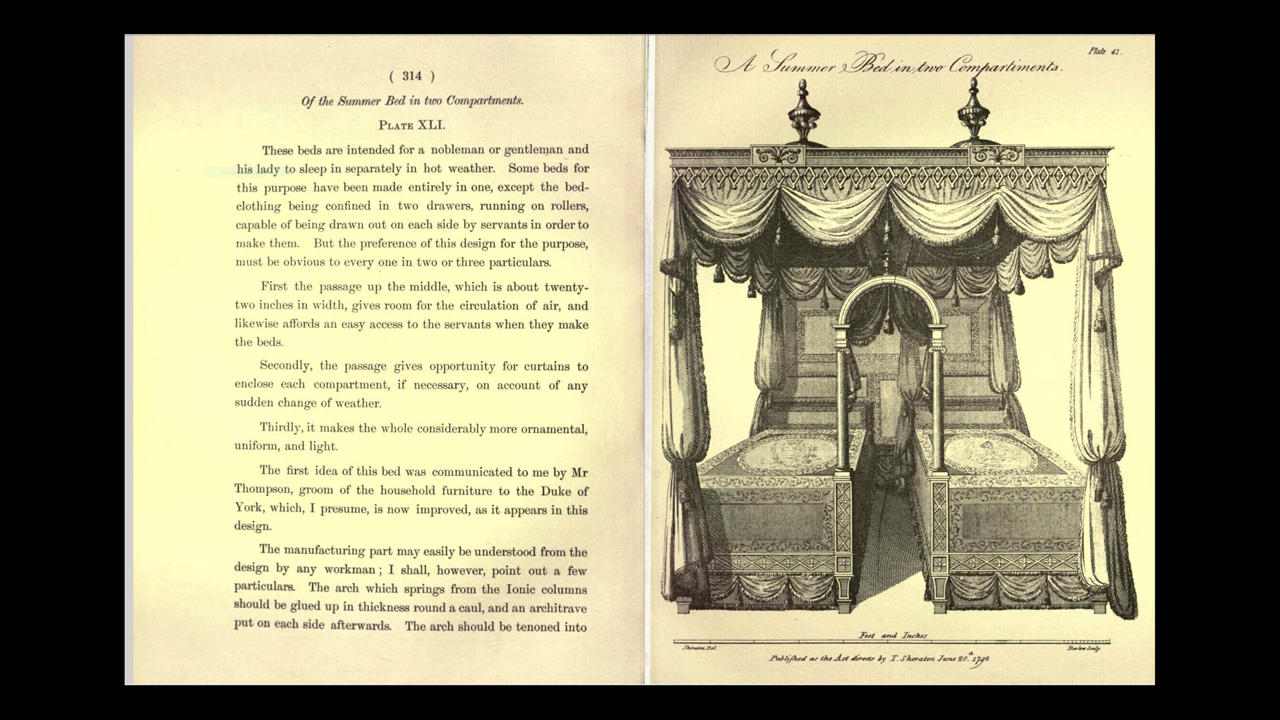 ( 314 )
Of the Summer Bed in two Compartments.
PLATE XLI.
These beds are intended for a nobleman or gentleman and
his lady to sleep in separately in hot weather. Some beds for
this purpose have been made entirely in one, except the bed-
clothing being confined in two drawers, running on rollers,
capable of being drawn out on each side by servants in order to
make them. But the preference of this design for the purpose,
must be obvious to every one in two or three particulars.
First the passage up the middle, which is about twenty-
two inches in width, gives room for the circulation of air, and
likewise affords an easy access to the servants when they make
the beds.
Secondly, the passage gives opportunity for curtains to
enclose each compartment, if necessary, on account of any
sudden change of weather.
Thirdly, it makes the whole considerably more ornamental,
uniform, and light.
The first idea of this bed was communicated to me by Mr
Thompson, groom of the household furniture to the Duke of
York, which, I presume, is now improved, as it appears in this
design.
The manufacturing part may easily be understood from the
design by any workman ; I shall, however, point out a few
particulars. The arch which springs from the Ionic columns
should be glued up in thickness round a caul, and an architrave
put on each side afterwards. The arch should be tenoned into
Plate 41.
A Summer Bed in two Compartiments.
Feet and Inches
Sheraton Del.
Barlow Sculp.
Published as the Act directs by T. Sheraton June 20.th 1792